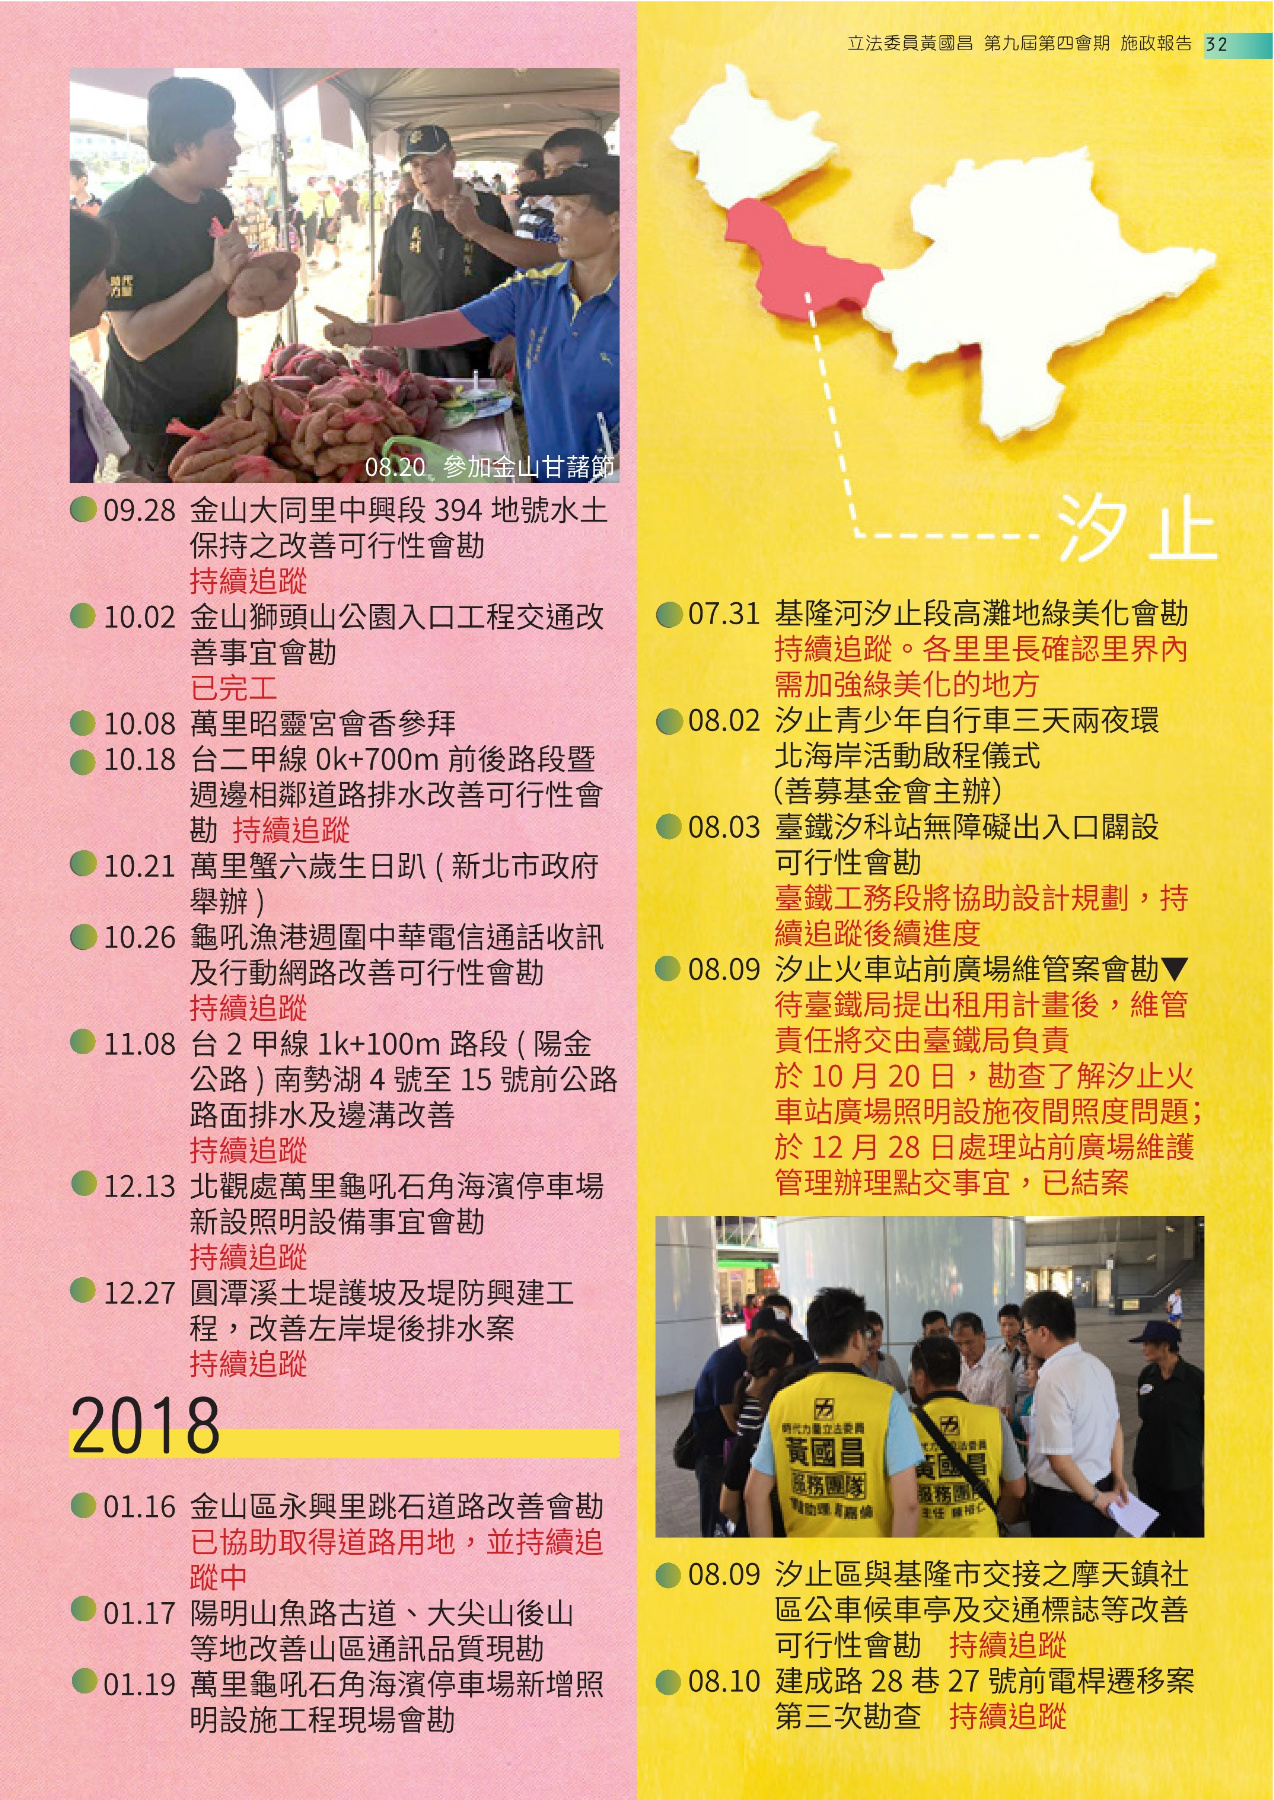 立法委員黃國昌 第九屆第四會期 施政報告 32
時代
力量
義利
副隊長
08.20 參加金山甘藷節
09.28 金山大同里中興段 394 地號水土
保持之改善可行性會勘
持續追蹤
10.02 金山獅頭山公園入口工程交通改
善事宜會勘
已完工
10.08 萬里昭靈宮會香參拜
10.18 台二甲線 0k+700m 前後路段暨
週邊相鄰道路排水改善可行性會
勘 持續追蹤
10.21 萬里蟹六歲生日趴 ( 新北市政府
舉辦 )
10.26 龜吼漁港週圍中華電信通話收訊
及行動網路改善可行性會勘
持續追蹤
11.08 台 2 甲線 1k+100m 路段 ( 陽金
公路 ) 南勢湖 4 號至 15 號前公路
路面排水及邊溝改善
持續追蹤
12.13 北觀處萬里龜吼石角海濱停車場
新設照明設備事宜會勘
持續追蹤
12.27 圓潭溪土堤護坡及堤防興建工
程，改善左岸堤後排水案
持續追蹤
2018
01.16 金山區永興里跳石道路改善會勘
已協助取得道路用地，並持續追
蹤中
01.17 陽明山魚路古道、大尖山後山
等地改善山區通訊品質現勘
01.19 萬里龜吼石角海濱停車場新增照
明設施工程現場會勘
汐止
07.31 基隆河汐止段高灘地綠美化會勘
持續追蹤。各里里長確認里界內
需加強綠美化的地方
08.02 汐止青少年自行車三天兩夜環
北海岸活動啟程儀式
（善募基金會主辦）
08.03 臺鐵汐科站無障礙出入口闢設
可行性會勘
臺鐵工務段將協助設計規劃，持
續追蹤後續進度
08.09 汐止火車站前廣場維管案會勘▼
待臺鐵局提出租用計畫後，維管
責任將交由臺鐵局負責
於 10 月 20 日，勘查了解汐止火
車站廣場照明設施夜間照度問題；
於 12 月 28 日處理站前廣場維護
管理辦理點交事宜，已結案
時代力量立法委員
黃國昌
服務團隊
時代力量立法委員
黃國昌
服務團隊
08.09 汐止區與基隆市交接之摩天鎮社
區公車候車亭及交通標誌等改善
可行性會勘 持續追蹤
08.10 建成路 28 巷 27 號前電桿遷移案
第三次勘查 持續追蹤